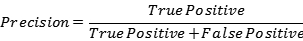 Precision = True Positive / True Positive + False Positive